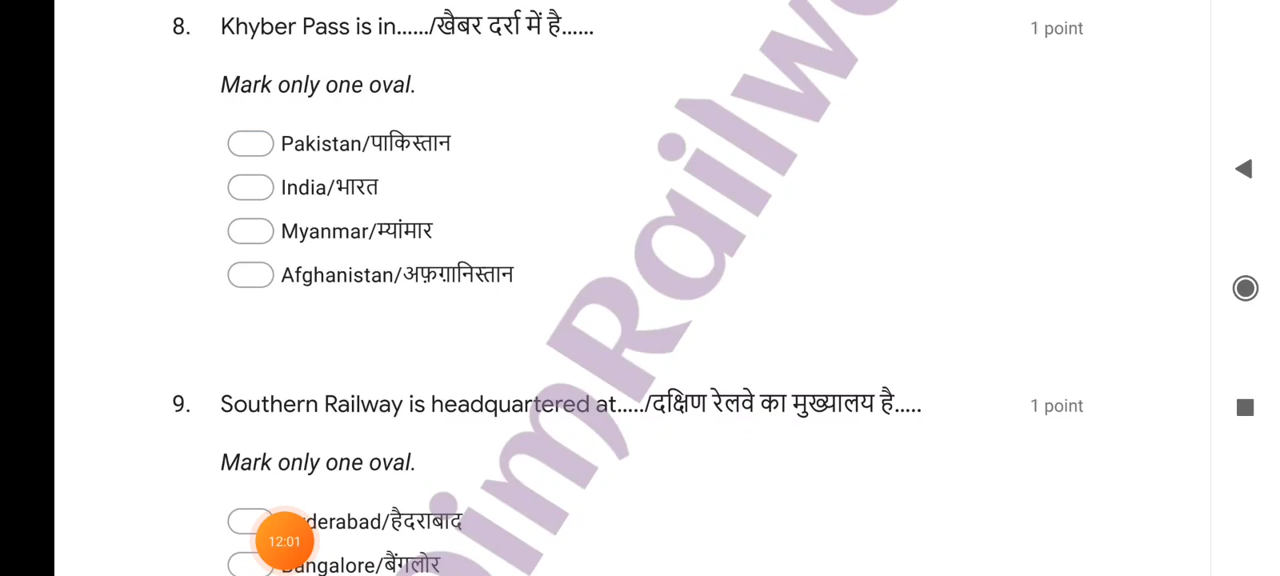 8. Khyber Pass is in....../खैबर दर्रा में है...... 1 point
Mark only one oval.
Pakistan/पाकिस्तान
India/भारत
Myanmar/म्यांमार
Afghanistan/अफ़ग़ानिस्तान
9. Southern Railway is headquartered at...../दक्षिण रेलवे का मुख्यालय है..... 1 point
Mark only one oval.
derabad/हैदराबाद
12:01
Bangalore/बैंगलोर